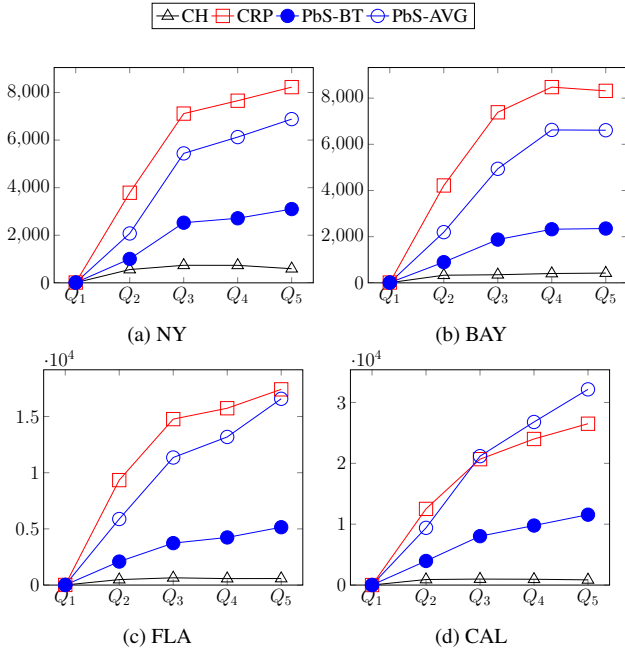 CH CRP PbS-BT PbS-AVG
8,000
6,000
4,000
2,000
0
Q1 Q2 Q3 Q4 Q5
(a) NY
8,000
6,000
4,000
2,000
0
Q1 Q2 Q3 Q4 Q5
(b) BAY
·10^4
1.5
1
0.5
0
Q1 Q2 Q3 Q4 Q5
(c) FLA
·10^4
3
2
1
0
Q1 Q2 Q3 Q4 Q5
(d) CAL